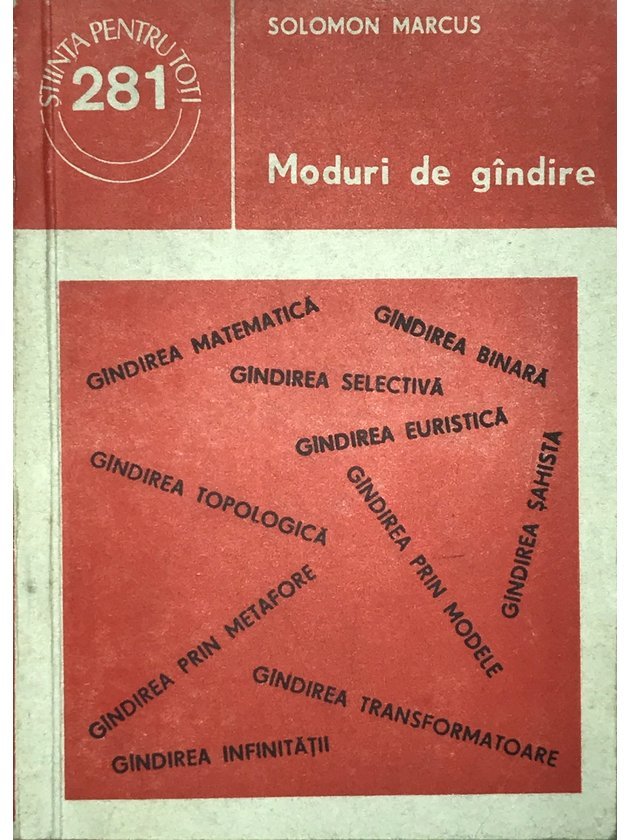 ȘTIINȚA PENTRU TOȚI
281
SOLOMON MARCUS
Moduri de gîndire
GÎNDIREA MATEMATICĂ
GÎNDIREA BINARĂ
GÎNDIREA SELECTIVĂ
GÎNDIREA EURISTICĂ
GÎNDIREA ȘAHISTĂ
GÎNDIREA TOPOLOGICĂ
GÎNDIREA PRIN MODELE
GÎNDIREA PRIN METAFORE
GÎNDIREA TRANSFORMATOARE
GÎNDIREA INFINITĂȚII